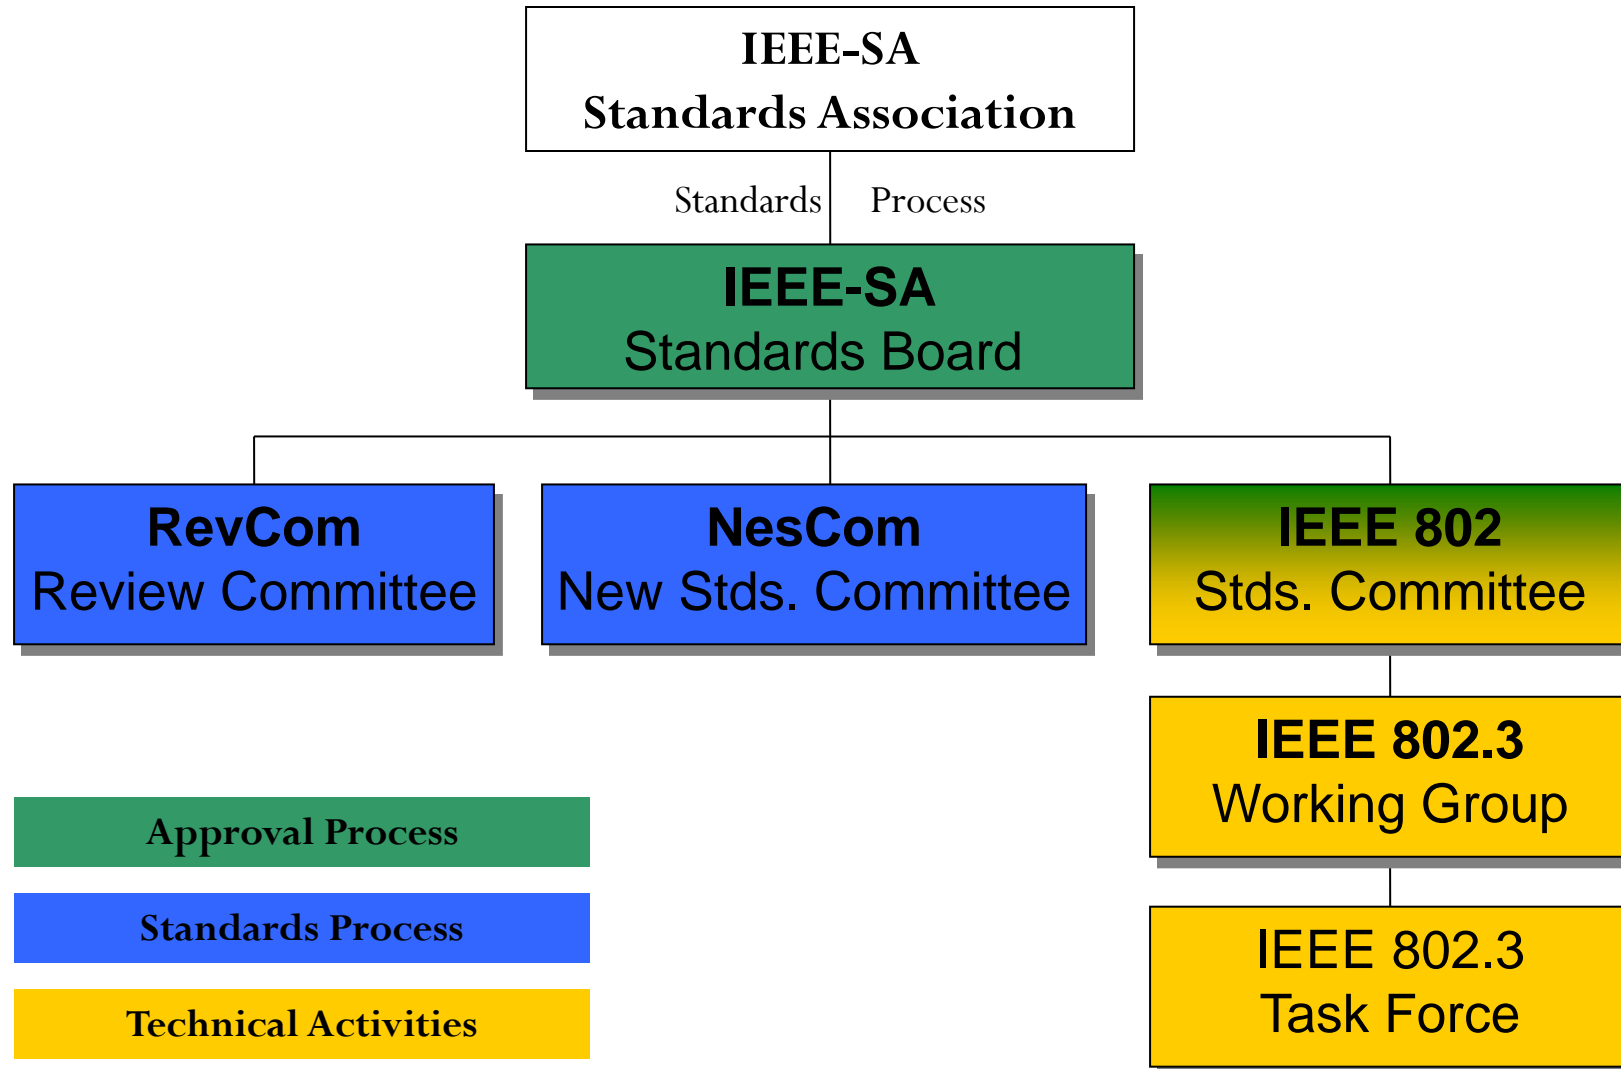 IEEE-SA
Standards Association
Standards Process
IEEE-SA
Standards Board
RevCom
Review Committee
NesCom
New Stds. Committee
IEEE 802
Stds. Committee
IEEE 802.3
Working Group
IEEE 802.3
Task Force
Approval Process
Standards Process
Technical Activities